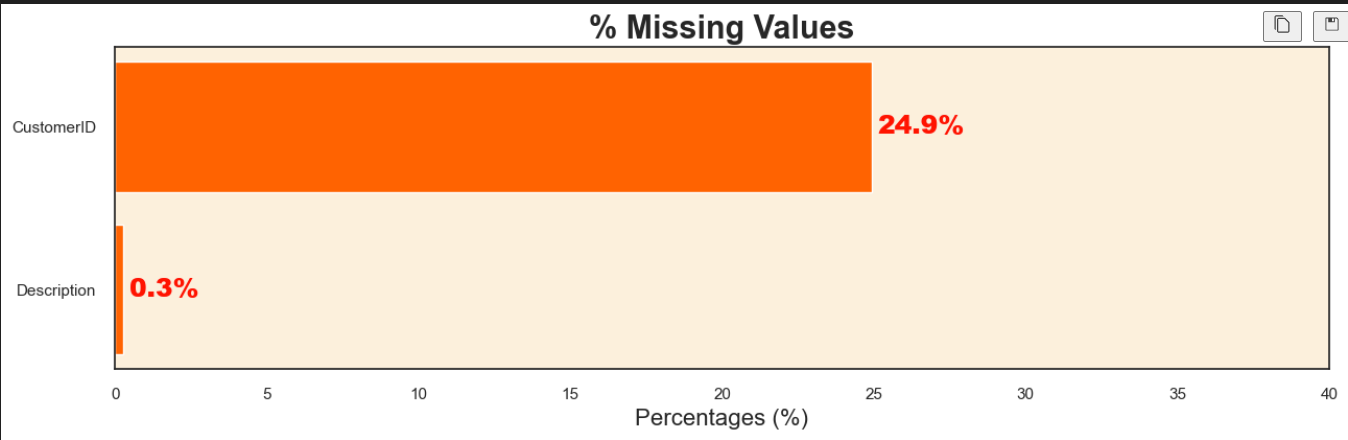 % Missing Values
CustomerID
24.9%
Description
0.3%
0 5 10 15 20 25 30 35 40
Percentages (%)